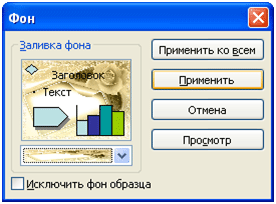 Фон
Заливка фона
Заголовок
• Текст
Применить ко всем
Применить
Отмена
Просмотр
Исключить фон образца